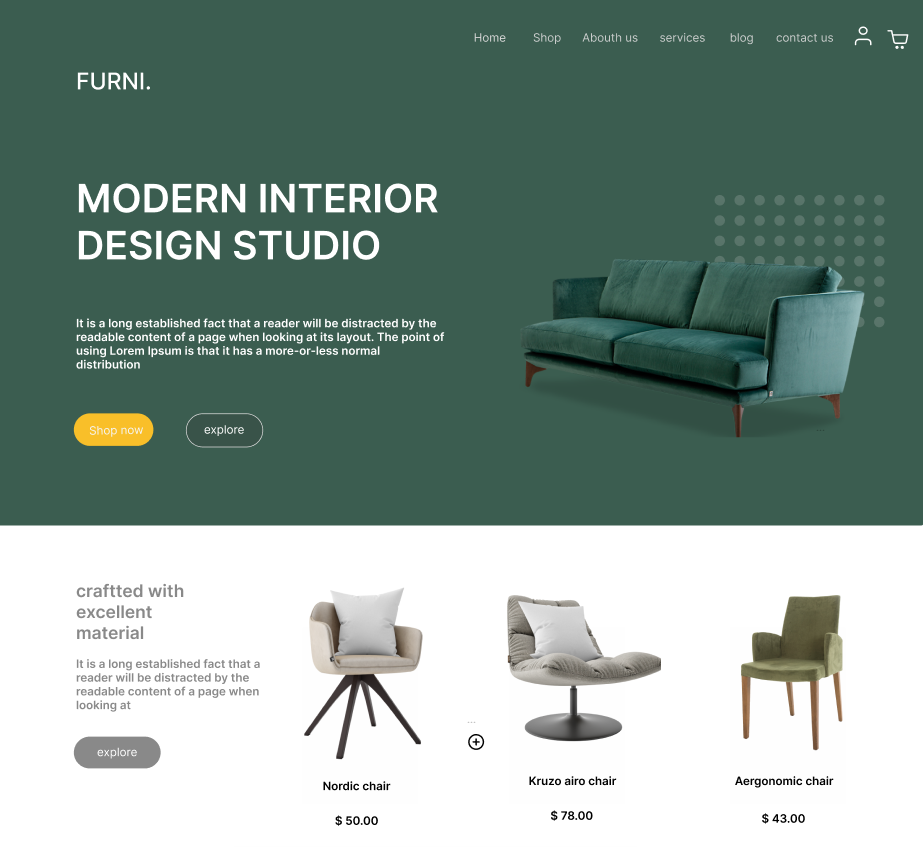 Home Shop Abouth us services blog contact us
FURNI.
MODERN INTERIOR
DESIGN STUDIO
It is a long established fact that a reader will be distracted by the
readable content of a page when looking at its layout. The point of
using Lorem Ipsum is that it has a more-or-less normal
distribution
Shop now explore
craftted with
excellent
material
It is a long established fact that a
reader will be distracted by the
readable content of a page when
looking at
explore
...
Nordic chair
$ 50.00
Kruzo airo chair
$ 78.00
Aergonomic chair
$ 43.00